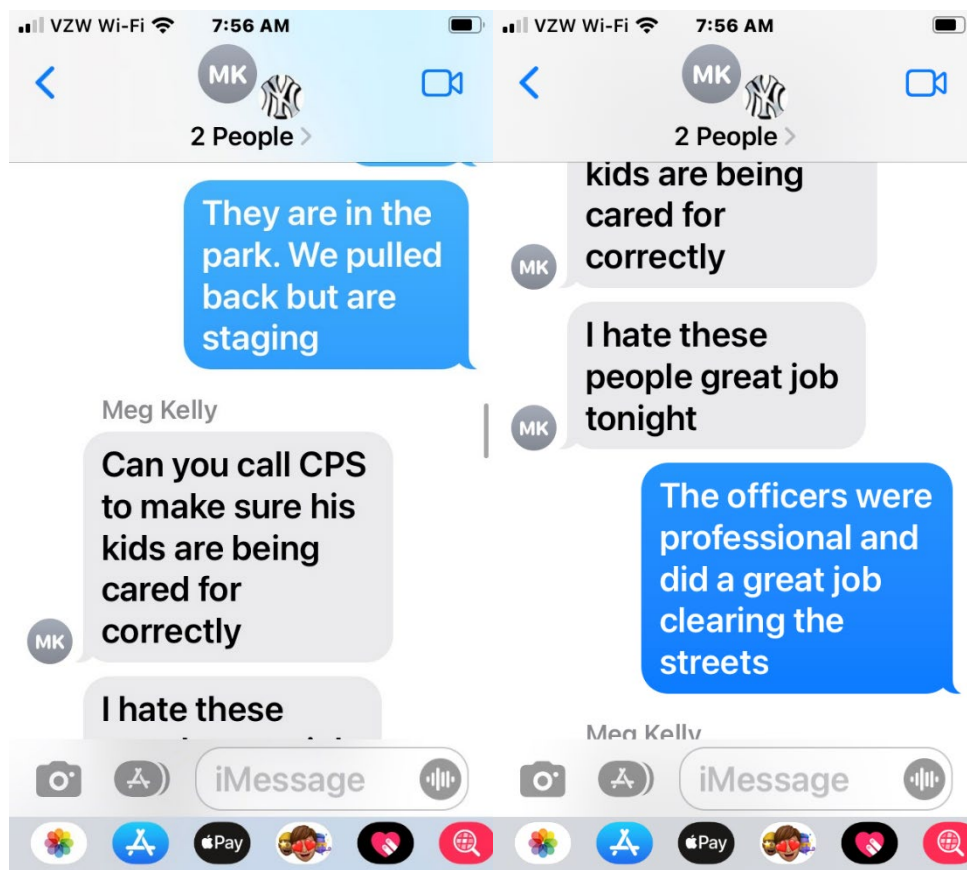 VZW Wi-Fi 7:56 AM
MK
2 People >
They are in the
park. We pulled
back but are
staging
Meg Kelly
Can you call CPS
to make sure his
kids are being
cared for
correctly
MK
I hate these
iMessage
Pay
VZW Wi-Fi 7:56 AM
MK
2 People >
kids are being
cared for
correctly
MK
I hate these
people great job
tonight
MK
The officers were
professional and
did a great job
clearing the
streets
Meg Kelly
iMessage
Pay